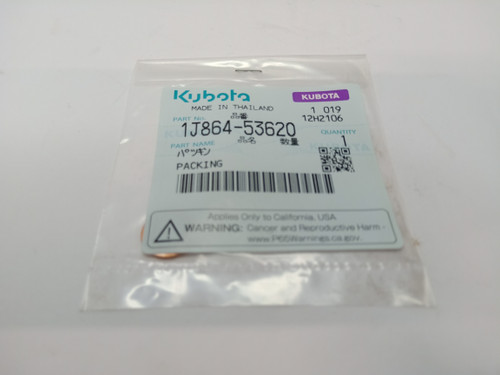 Kubota KUBOTA
MADE IN THAILAND 1 019
PART No. 品番 12H2106
1J864-53620 QUANTITY
PART NAME 品名 数量 1
パツキン
PACKING
Applies Only to California, USA
WARNING: Cancer and Reproductive Harm -
www.P65Warnings.ca.gov